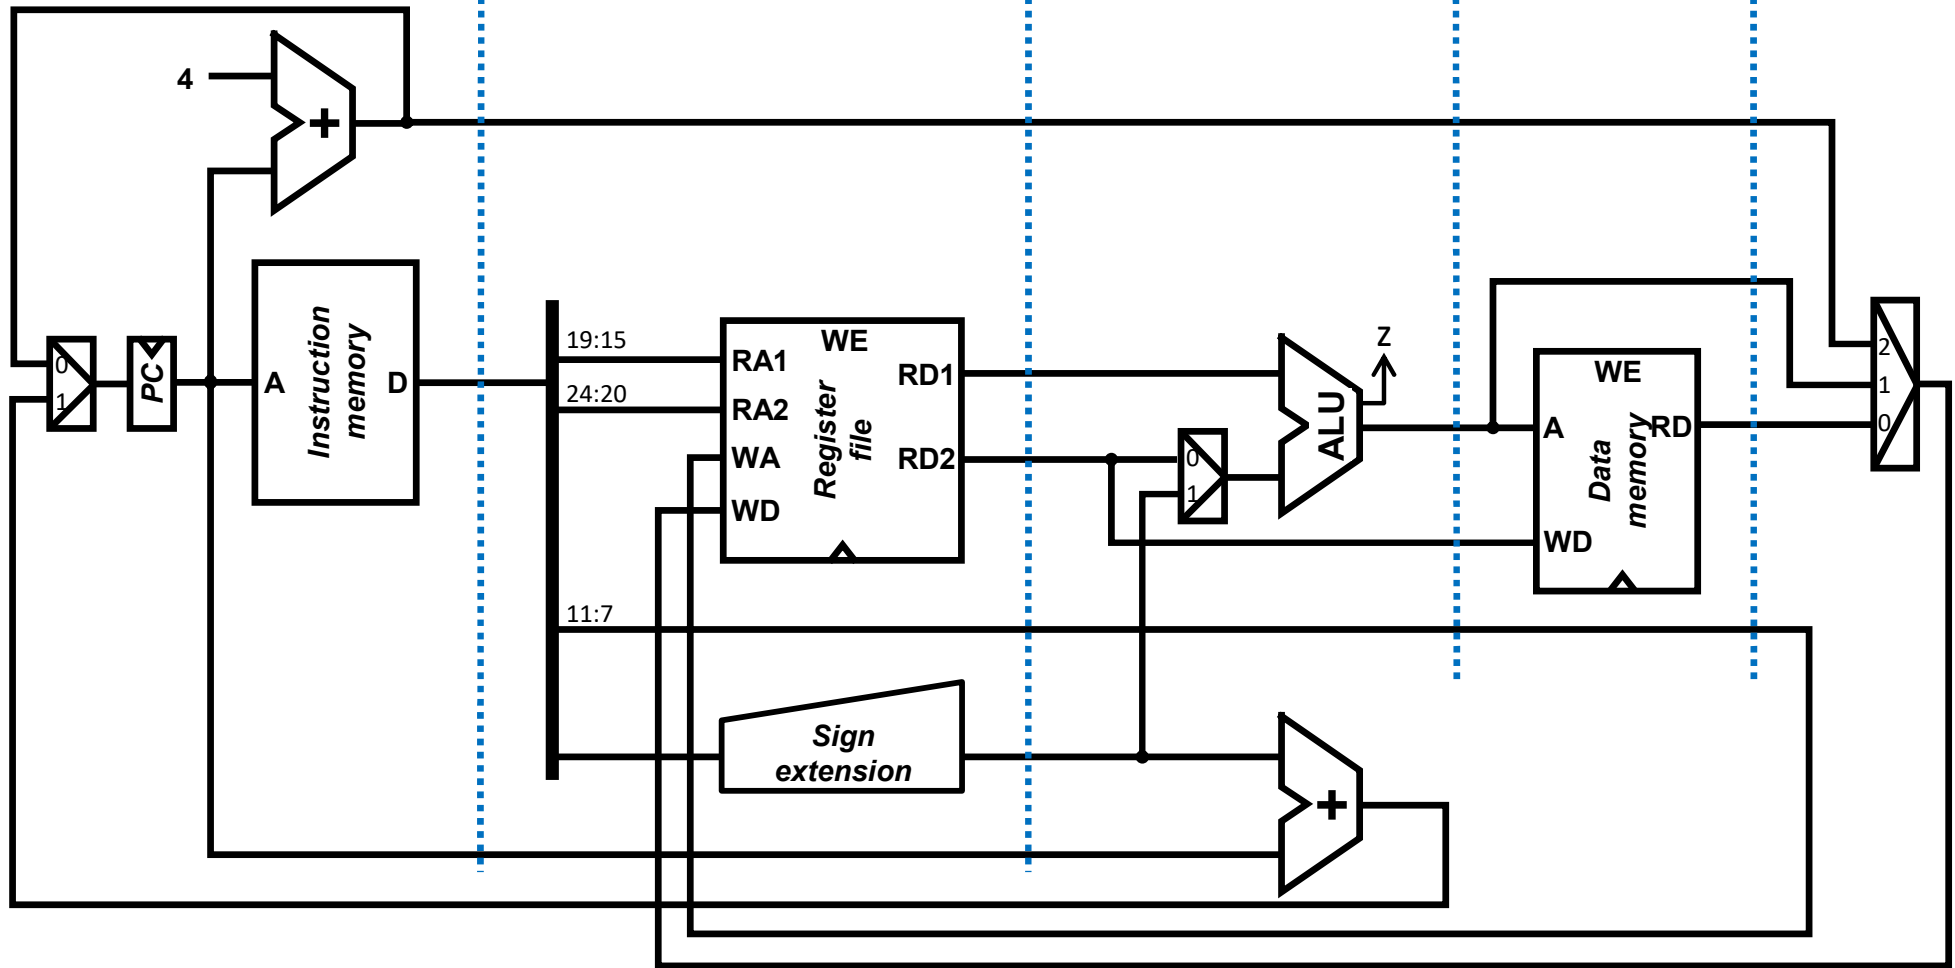 4
+
0
1
PC
A
Instruction
memory
D
19:15
24:20
11:7
WE
RA1
RA2
WA
WD
Register
file
RD1
RD2
Sign
extension
0
1
ALU
Z
+
WE
A
WD
Data
memory
RD
2
1
0